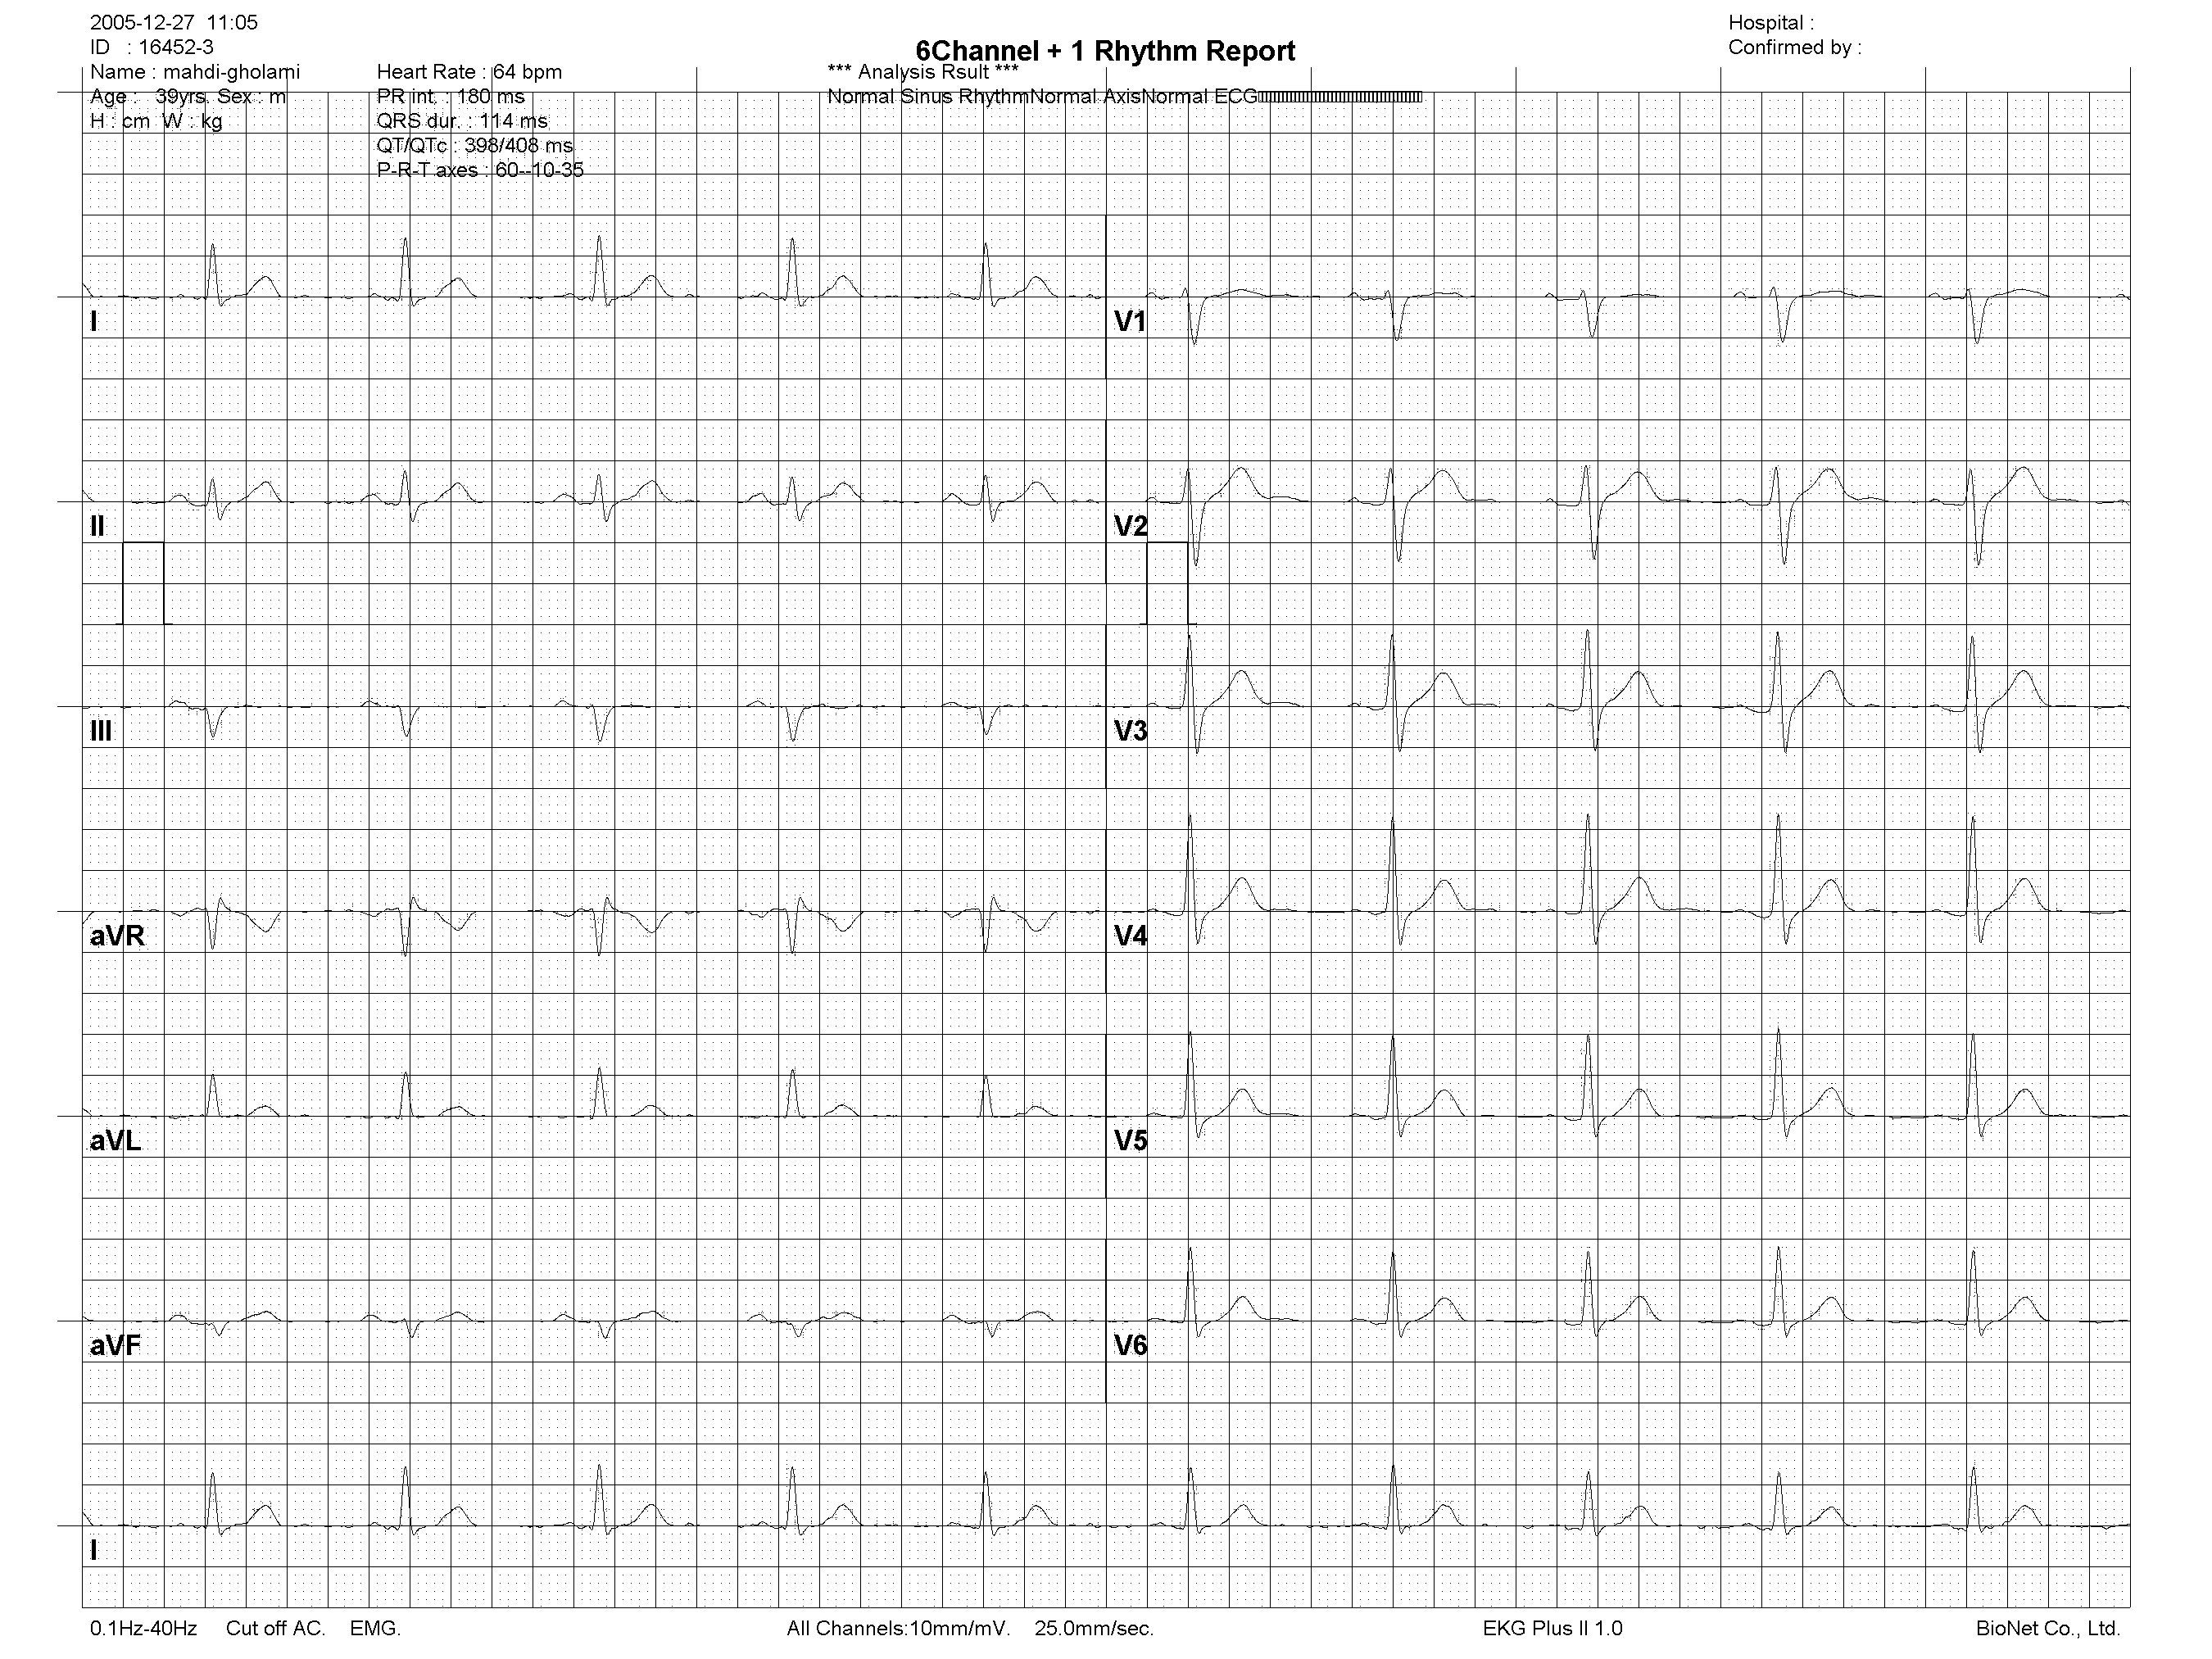 2005-12-27 11:05
ID : 16452-3
Name : mahdi-gholami
Age : 39yrs. Sex : m
H : cm W : kg
Heart Rate : 64 bpm
PR int. : 180 ms
QRS dur. : 114 ms
QT/QTc : 398/408 ms
P-R-T axes : 60--10-35
6Channel + 1 Rhythm Report
*** Analysis Rsult ***
Normal Sinus RhythmNormal AxisNormal ECG
Hospital :
Confirmed by :
I
V1
II
V2
III
V3
aVR
V4
aVL
V5
aVF
V6
I
0.1Hz-40Hz Cut off AC. EMG. All Channels:10mm/mV. 25.0mm/sec. EKG Plus II 1.0 BioNet Co., Ltd.